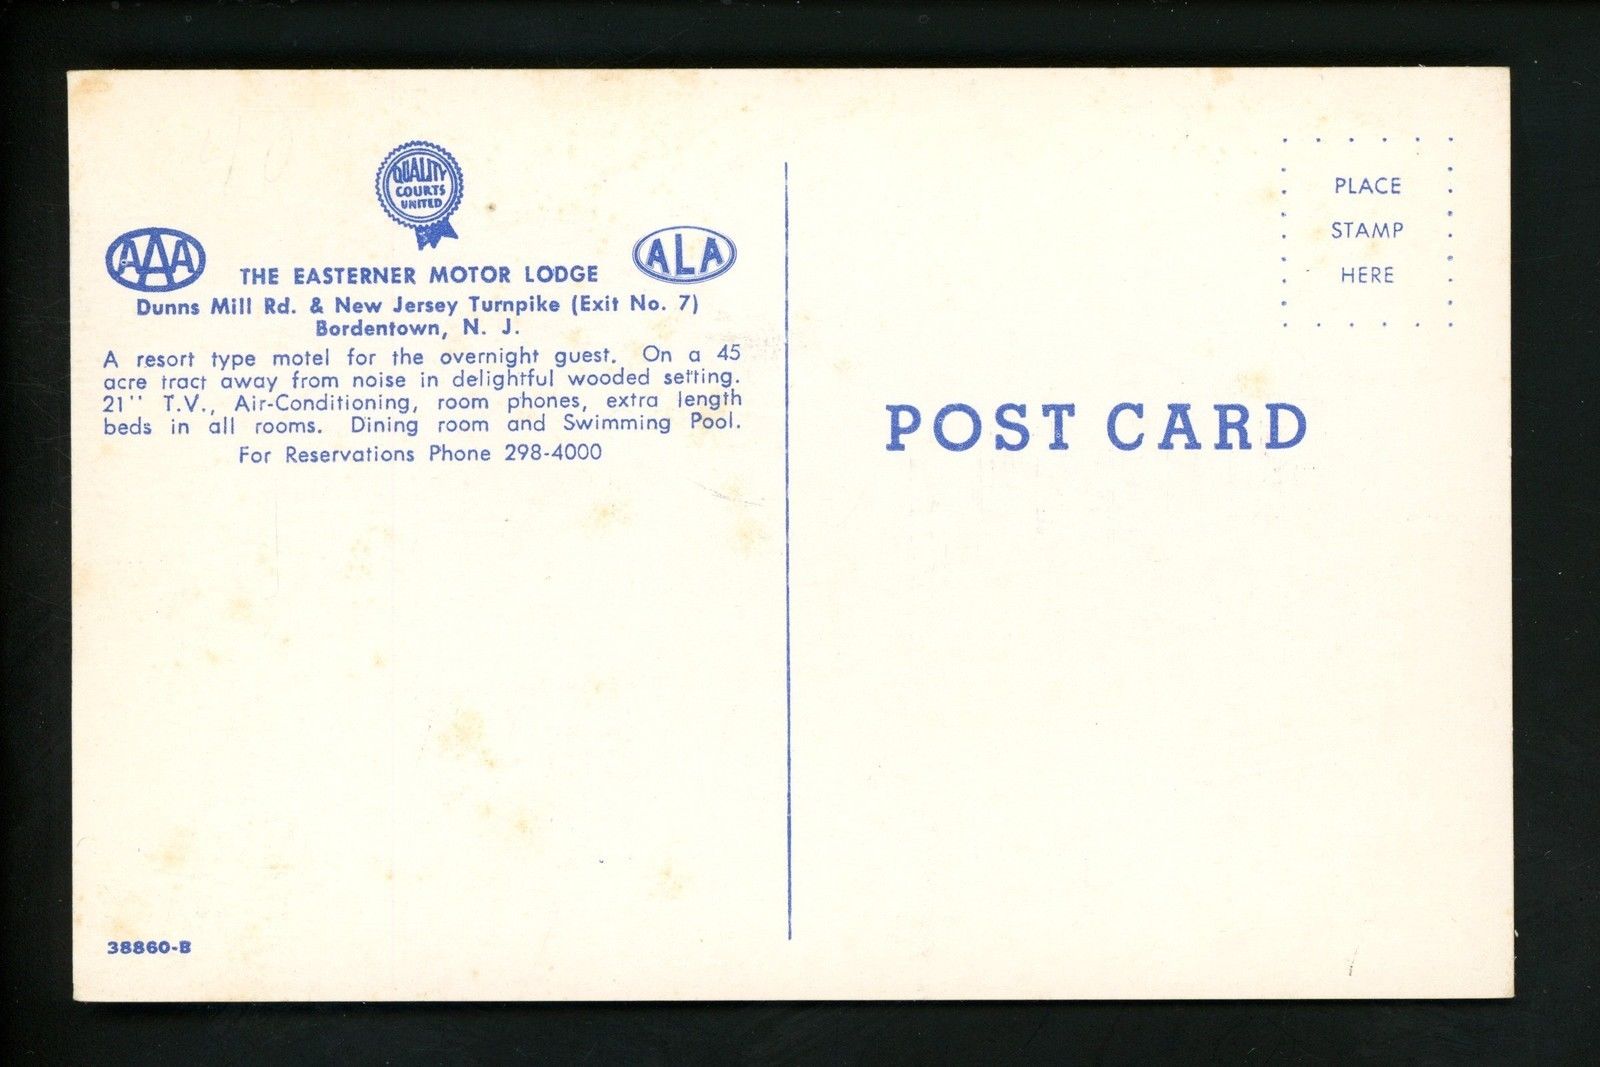 QUALITY
COURTS
UNITED
AAA
ALA
THE EASTERNER MOTOR LODGE
Dunns Mill Rd. & New Jersey Turnpike (Exit No. 7)
Bordentown, N. J.
A resort type motel for the overnight guest. On a 45
acre tract away from noise in delightful wooded setting.
21" T.V., Air-Conditioning, room phones, extra length
beds in all rooms. Dining room and Swimming Pool.
For Reservations Phone 298-4000
38860-B
PLACE
STAMP
HERE
POST CARD